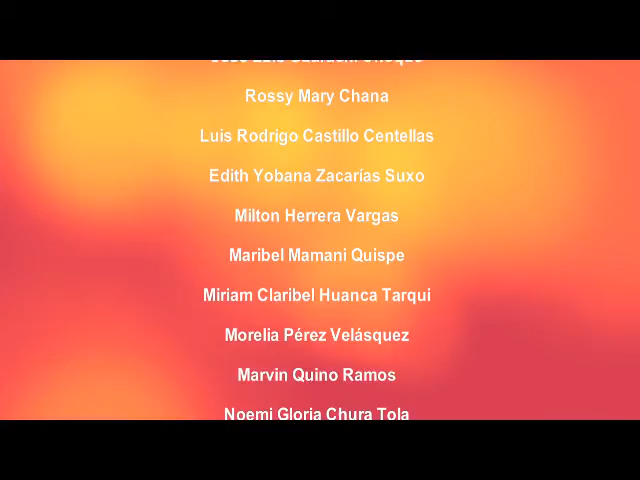 Rossy Mary Chana
Luis Rodrigo Castillo Centellas
Edith Yobana Zacarías Suxo
Milton Herrera Vargas
Maribel Mamani Quispe
Miriam Claribel Huanca Tarqui
Morelia Pérez Velásquez
Marvin Quino Ramos
Noemi Gloria Chura Tola